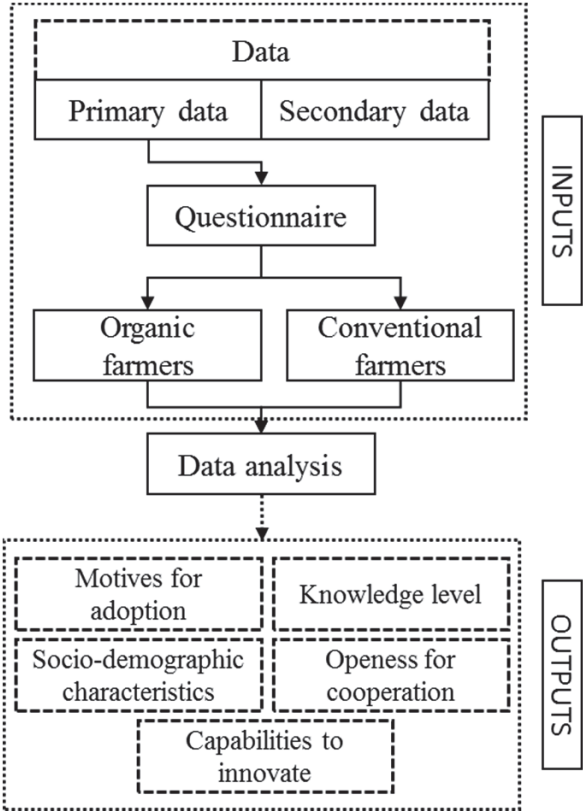 Data
Primary data
Secondary data
INPUTS
Questionnaire
Organic
farmers
Conventional
farmers
Data analysis
Motives for
adoption
Knowledge level
Socio-demographic
characteristics
Openess for
cooperation
OUTPUTS
Capabilities to
innovate